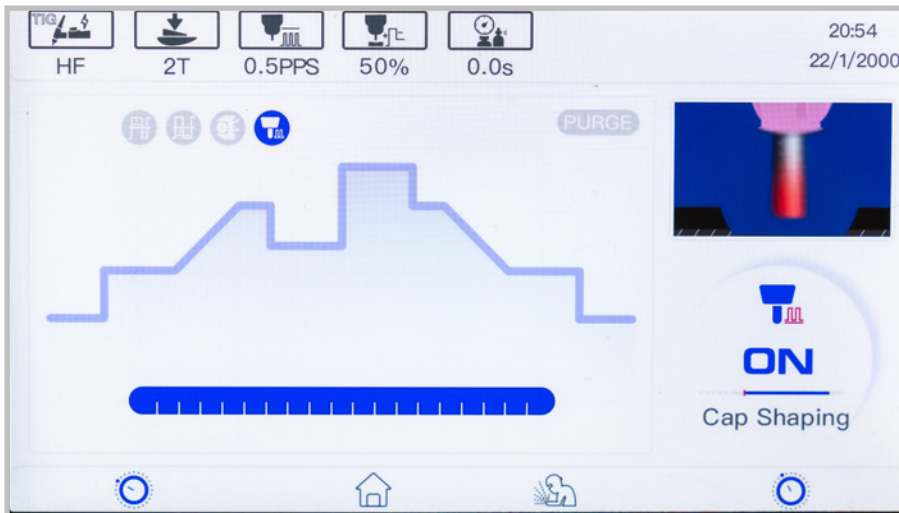 TIG
HF
2T
0.5PPS
50%
0.0s
20:54
22/1/2000
PURGE
ON
Cap Shaping